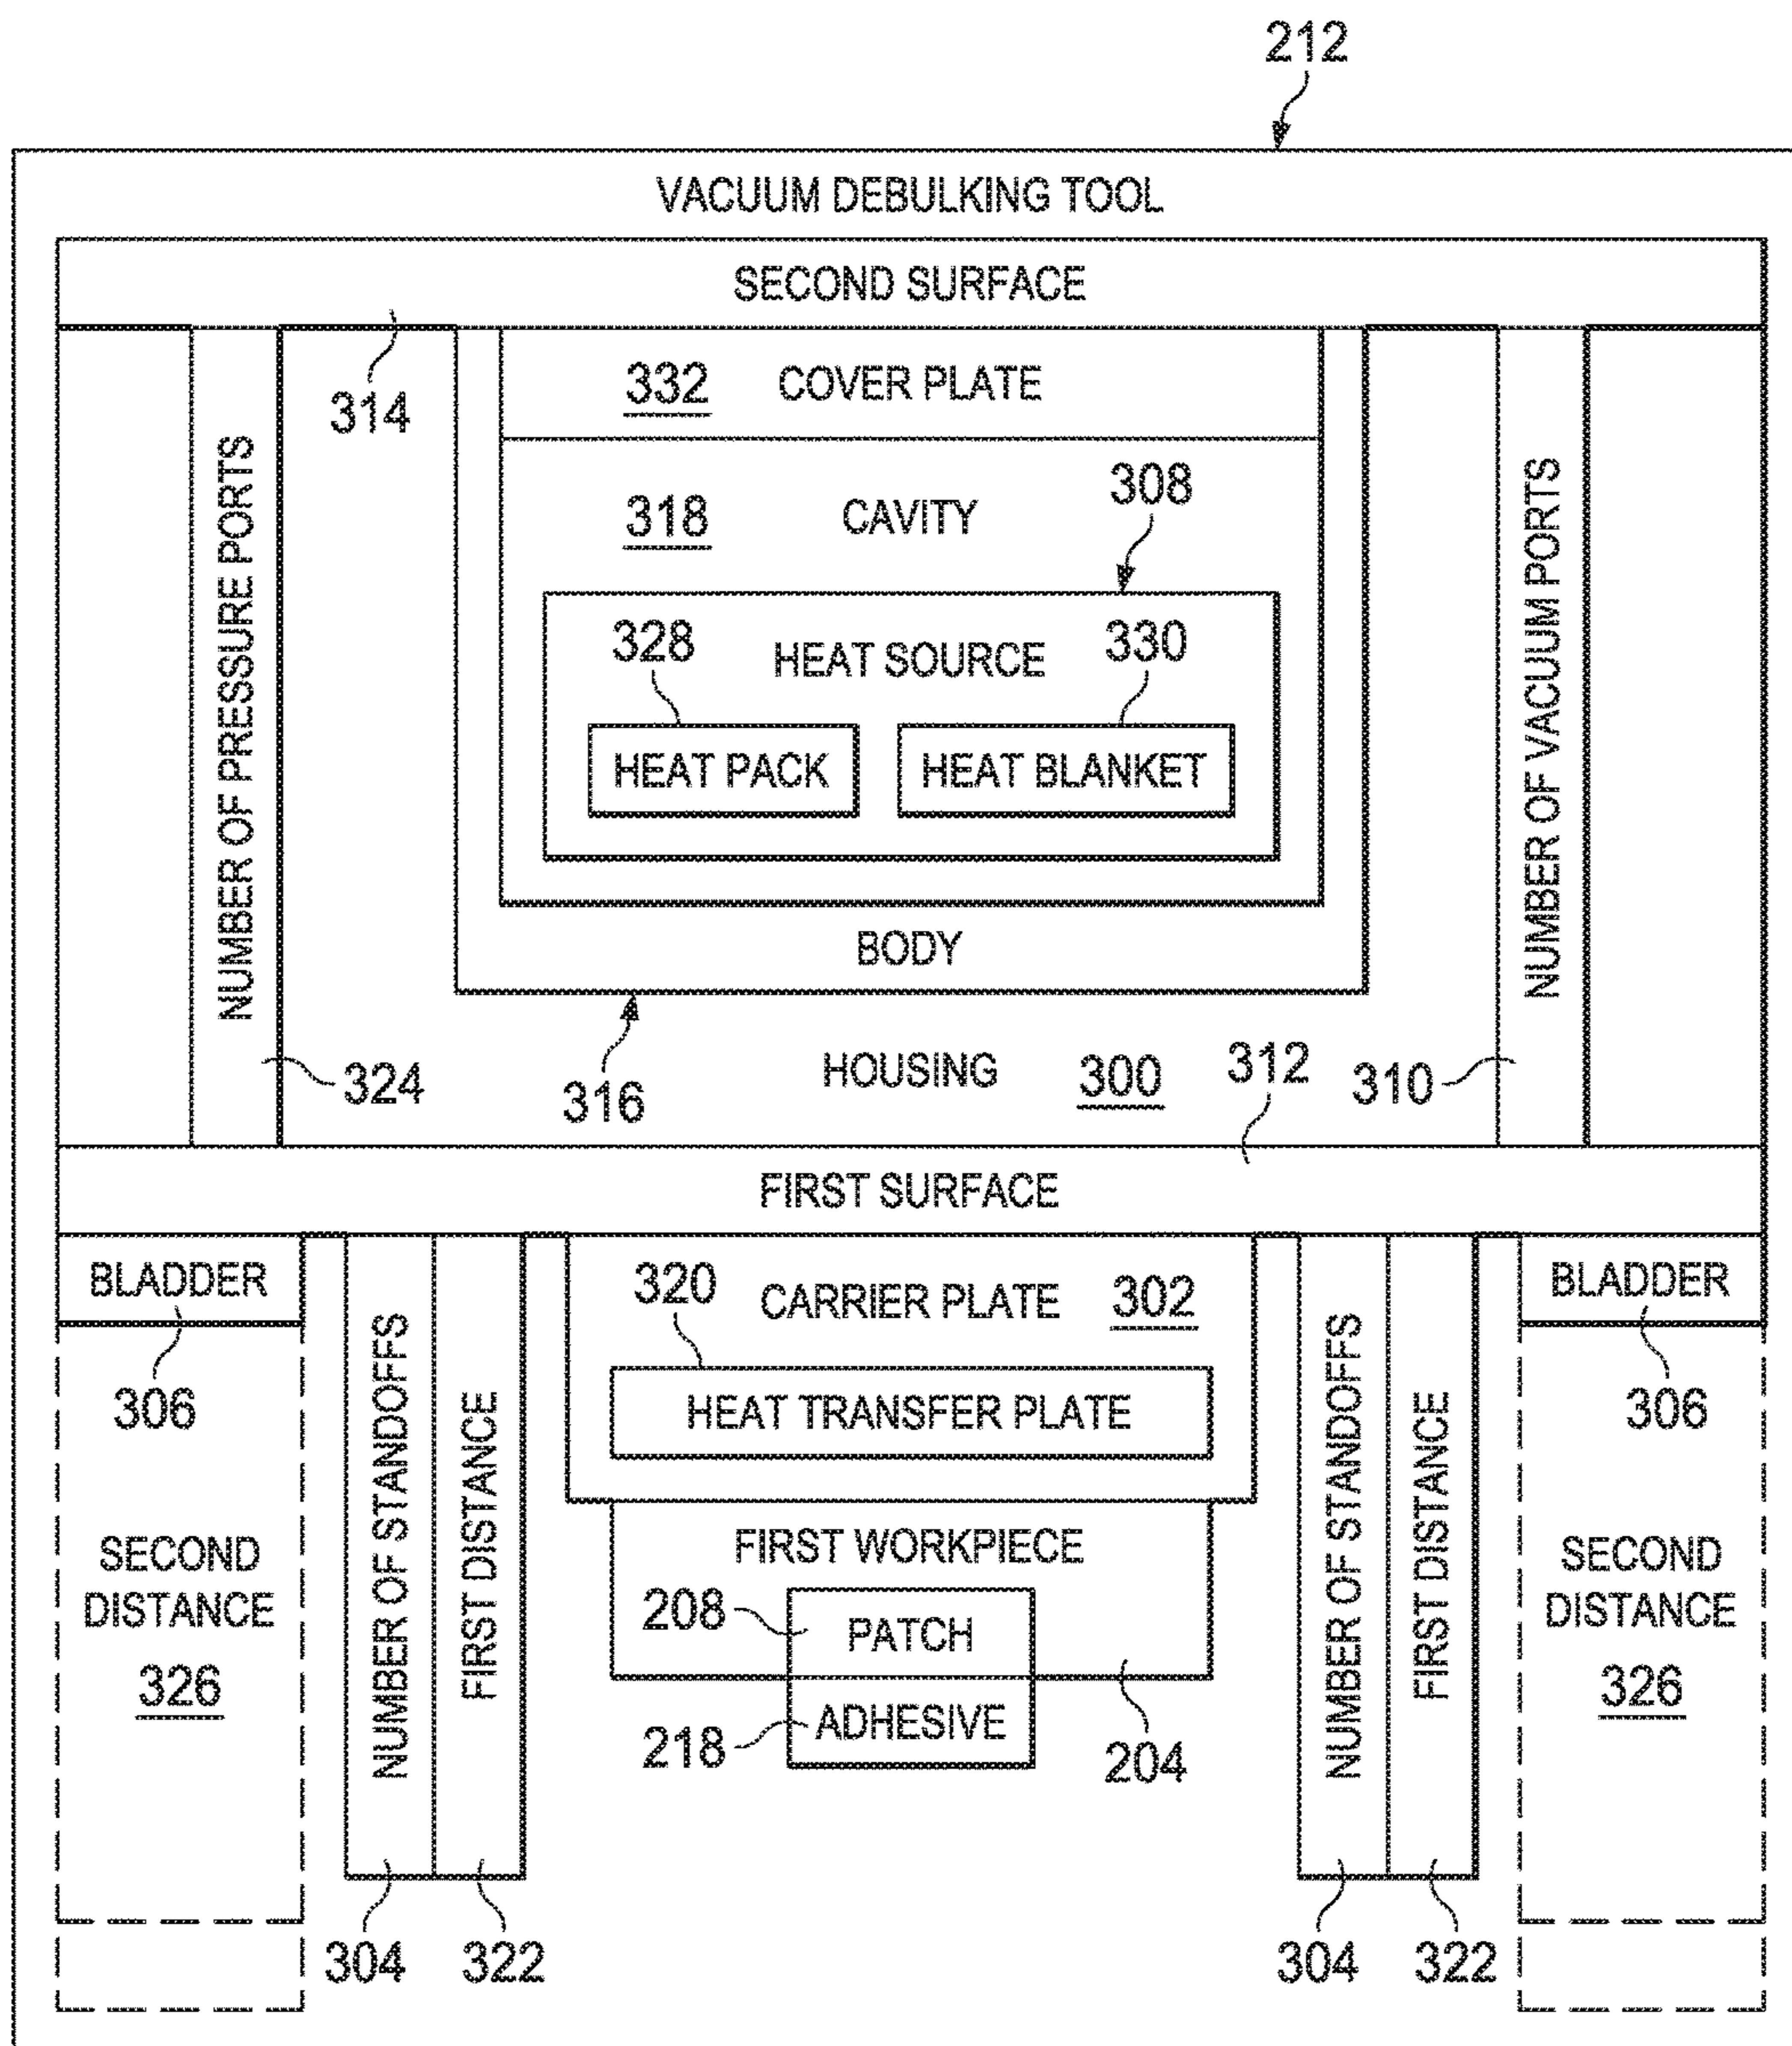 212
VACUUM DEBULKING TOOL
SECOND SURFACE
314
332 COVER PLATE
NUMBER OF PRESSURE PORTS
324
318 CAVITY
308
328 HEAT SOURCE 330
HEAT PACK HEAT BLANKET
BODY
316
HOUSING 300
312
310
NUMBER OF VACUUM PORTS
FIRST SURFACE
BLADDER
306
SECOND
DISTANCE
326
NUMBER OF STANDOFFS
304
FIRST DISTANCE
322
320 CARRIER PLATE 302
HEAT TRANSFER PLATE
FIRST WORKPIECE
208 PATCH
218 ADHESIVE
204
NUMBER OF STANDOFFS
304
FIRST DISTANCE
322
BLADDER
306
SECOND
DISTANCE
326